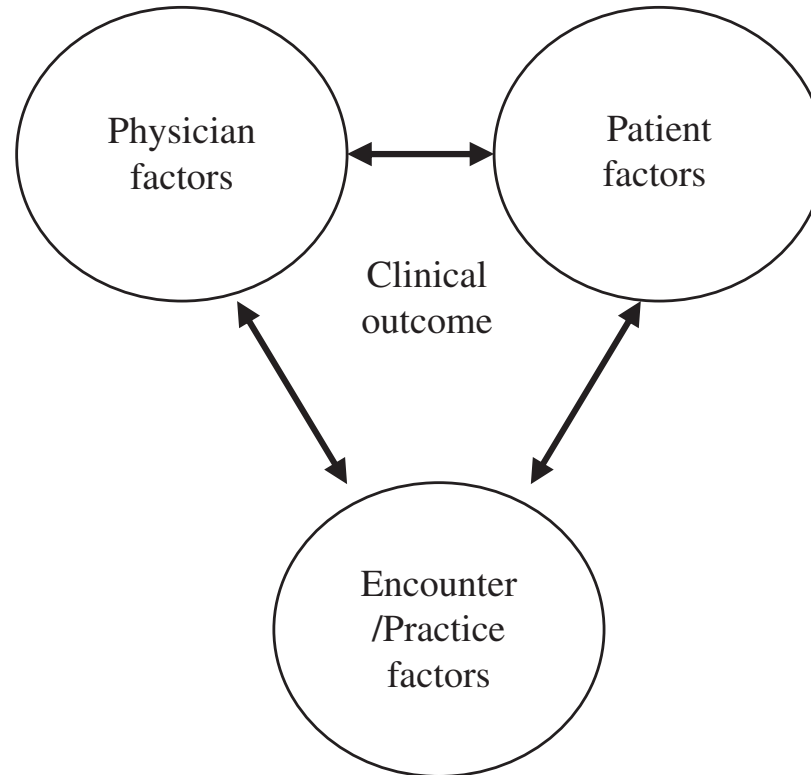 Physician
factors
Patient
factors
Clinical
outcome
Encounter
/Practice
factors